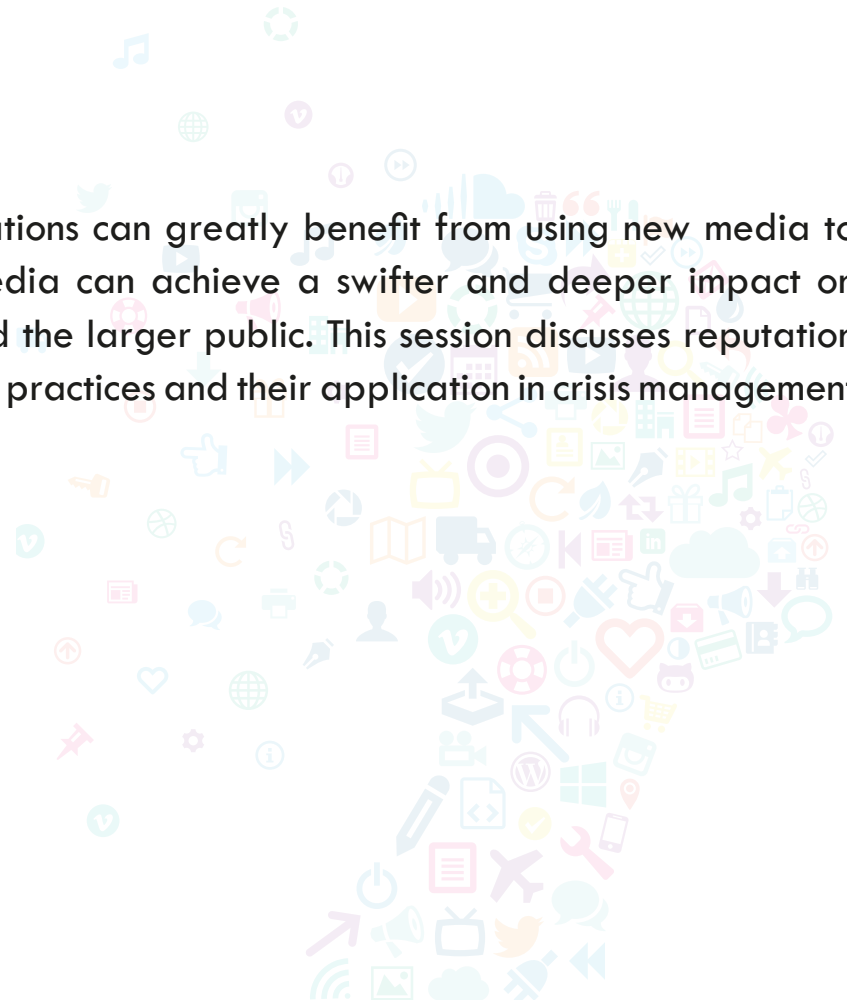 ations can greatly benefit from using new media to
edia can achieve a swifter and deeper impact on
d the larger public. This session discusses reputation
practices and their application in crisis management